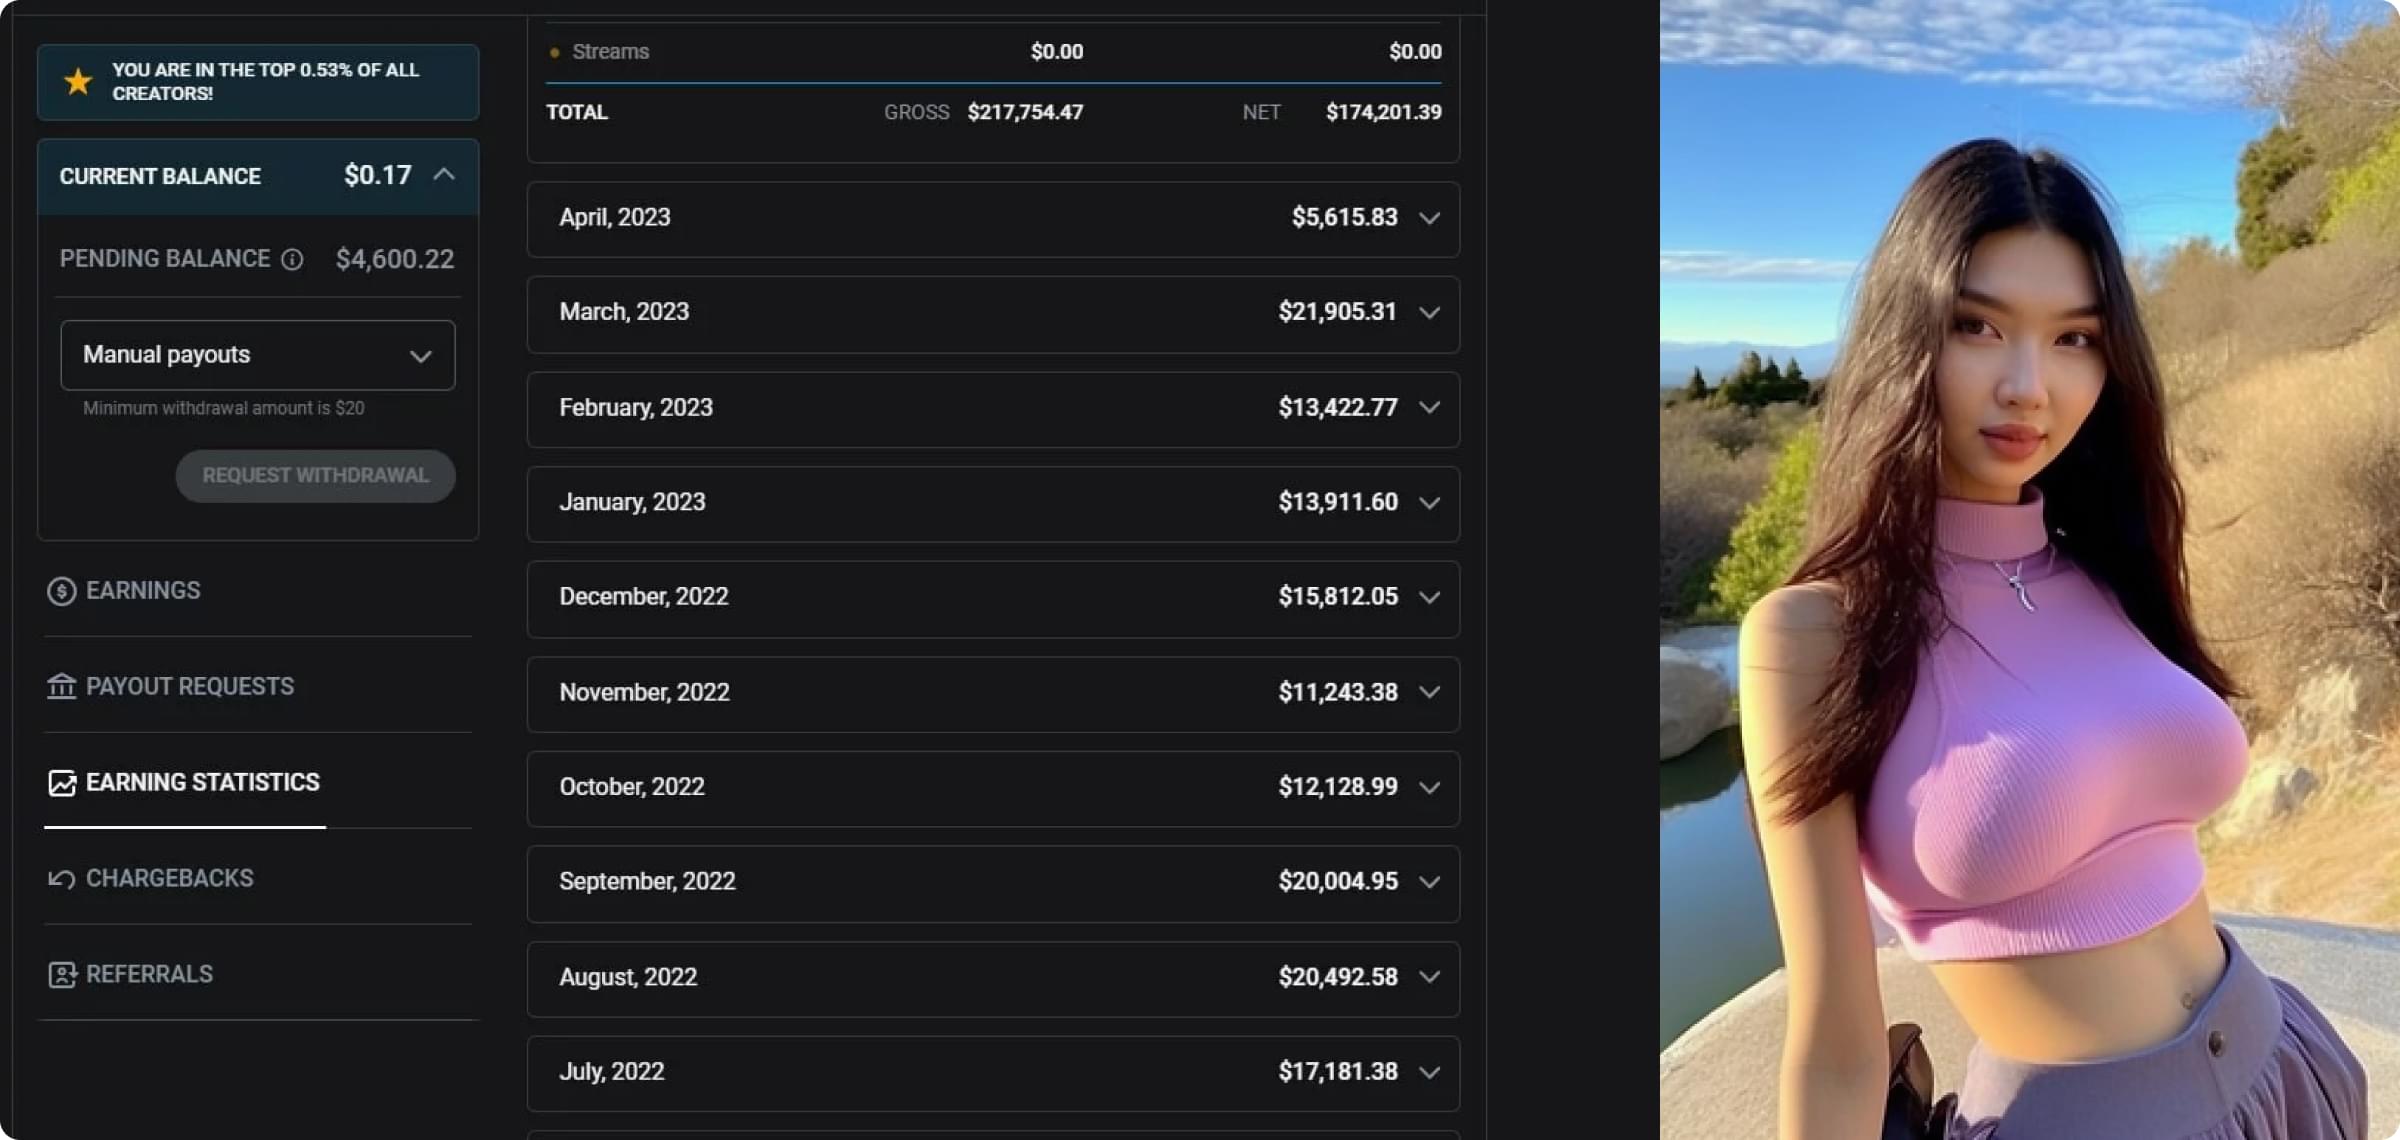 YOU ARE IN THE TOP 0.53% OF ALL
CREATORS!
CURRENT BALANCE $0.17
PENDING BALANCE $4,600.22
Manual payouts
Minimum withdrawal amount is $20
REQUEST WITHDRAWAL
EARNINGS
PAYOUT REQUESTS
EARNING STATISTICS
CHARGEBACKS
REFERRALS
Streams $0.00 $0.00
TOTAL GROSS $217,754.47 NET $174,201.39
April, 2023 $5,615.83
March, 2023 $21,905.31
February, 2023 $13,422.77
January, 2023 $13,911.60
December, 2022 $15,812.05
November, 2022 $11,243.38
October, 2022 $12,128.99
September, 2022 $20,004.95
August, 2022 $20,492.58
July, 2022 $17,181.38